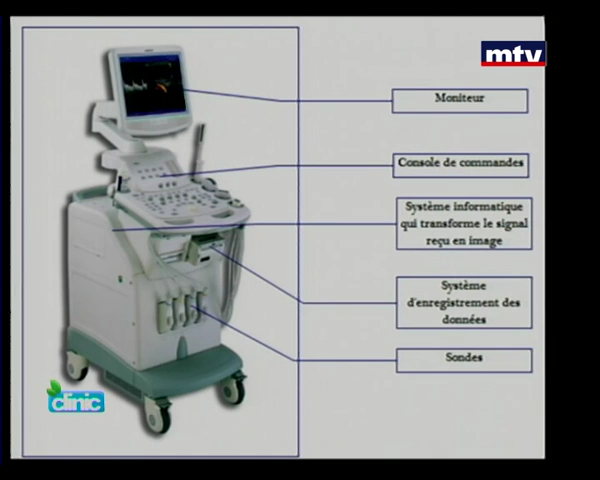 mtv
Moniteur
Console de commandes
Système informatique
qui transforme le signal
reçu en image
Système
d'enregistrement des
données
Sondes
clinic